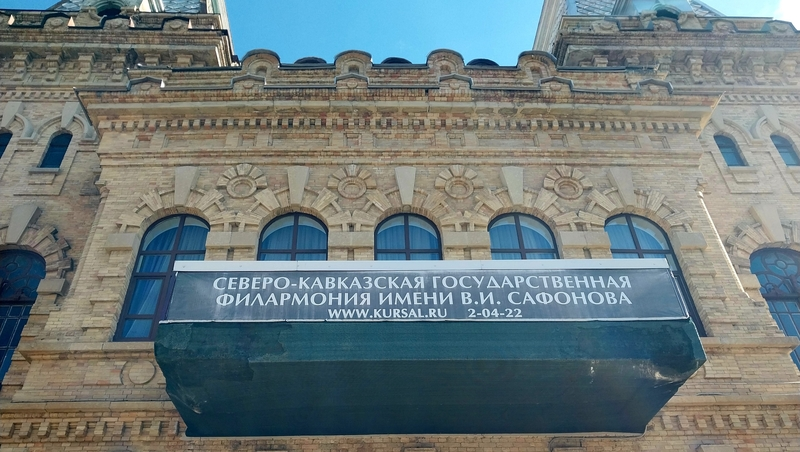 СЕВЕРО-КАВКАЗСКАЯ ГОСУДАРСТВЕННАЯ
ФИЛАРМОНИЯ ИМЕНИ В.И. САФОНОВА
WWW.KURSAL.RU 2-04-22